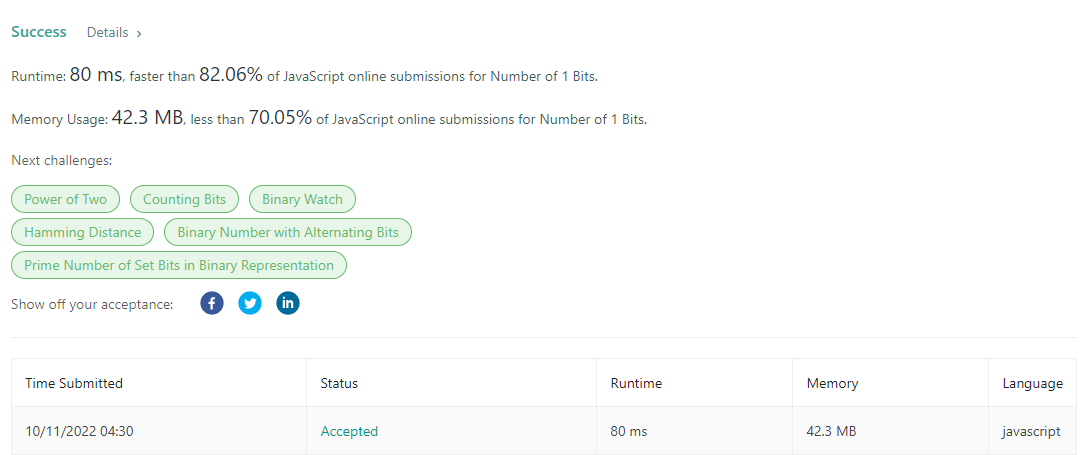 Success Details >
Runtime: 80 ms, faster than 82.06% of JavaScript online submissions for Number of 1 Bits.
Memory Usage: 42.3 MB, less than 70.05% of JavaScript online submissions for Number of 1 Bits.
Next challenges:
Power of Two Counting Bits Binary Watch
Hamming Distance Binary Number with Alternating Bits
Prime Number of Set Bits in Binary Representation
Show off your acceptance: f in
Time Submitted Status Runtime Memory Language
10/11/2022 04:30 Accepted 80 ms 42.3 MB javascript